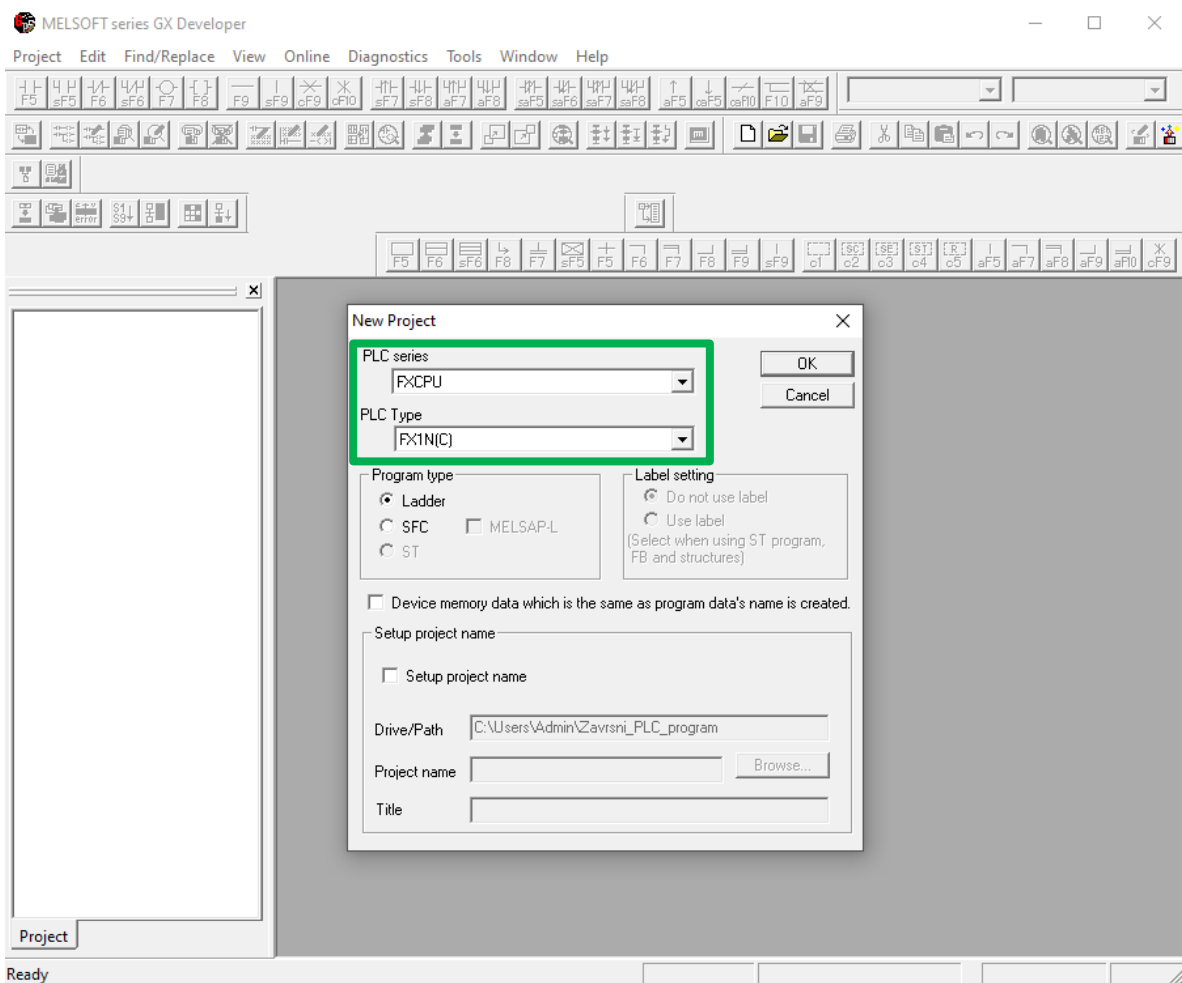 MELSOFT series GX Developer
Project Edit Find/Replace View Online Diagnostics Tools Window Help
F5 sF5 F6 sF6 F7 F8 F9 sF9 cF9 cF10 sF7 sF8 aF7 aF8 saF5 saF6 saF7 saF8 aF5 caF5 caF10 F10 aF9
error S1 S9
F5 F6 sF6 F8 F7 sF5 F5 F6 F7 F8 F9 sF9 c1 SC c2 SE c3 ST c4 R c5 aF5 aF7 aF8 aF9 aF10 cF9
New Project
PLC series
FXCPU
OK
Cancel
PLC Type
FX1N(C)
Program type
Ladder
SFC MELSAP-L
ST
Label setting
Do not use label
Use label
(Select when using ST program,
FB and structures)
Device memory data which is the same as program data's name is created.
Setup project name
Setup project name
Drive/Path C:\Users\Admin\Zavrsni_PLC_program
Project name Browse...
Title
Project
Ready